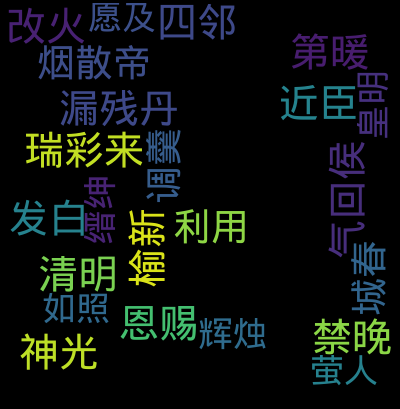 改火
愿及
四邻
第暖
烟散帝
皇明
近臣
漏残丹
瑞彩来
调羹
气回侯
缙绅
发白
榆新
利用
城春
清明
如照
恩赐
辉烛
禁晚
神光
萤人